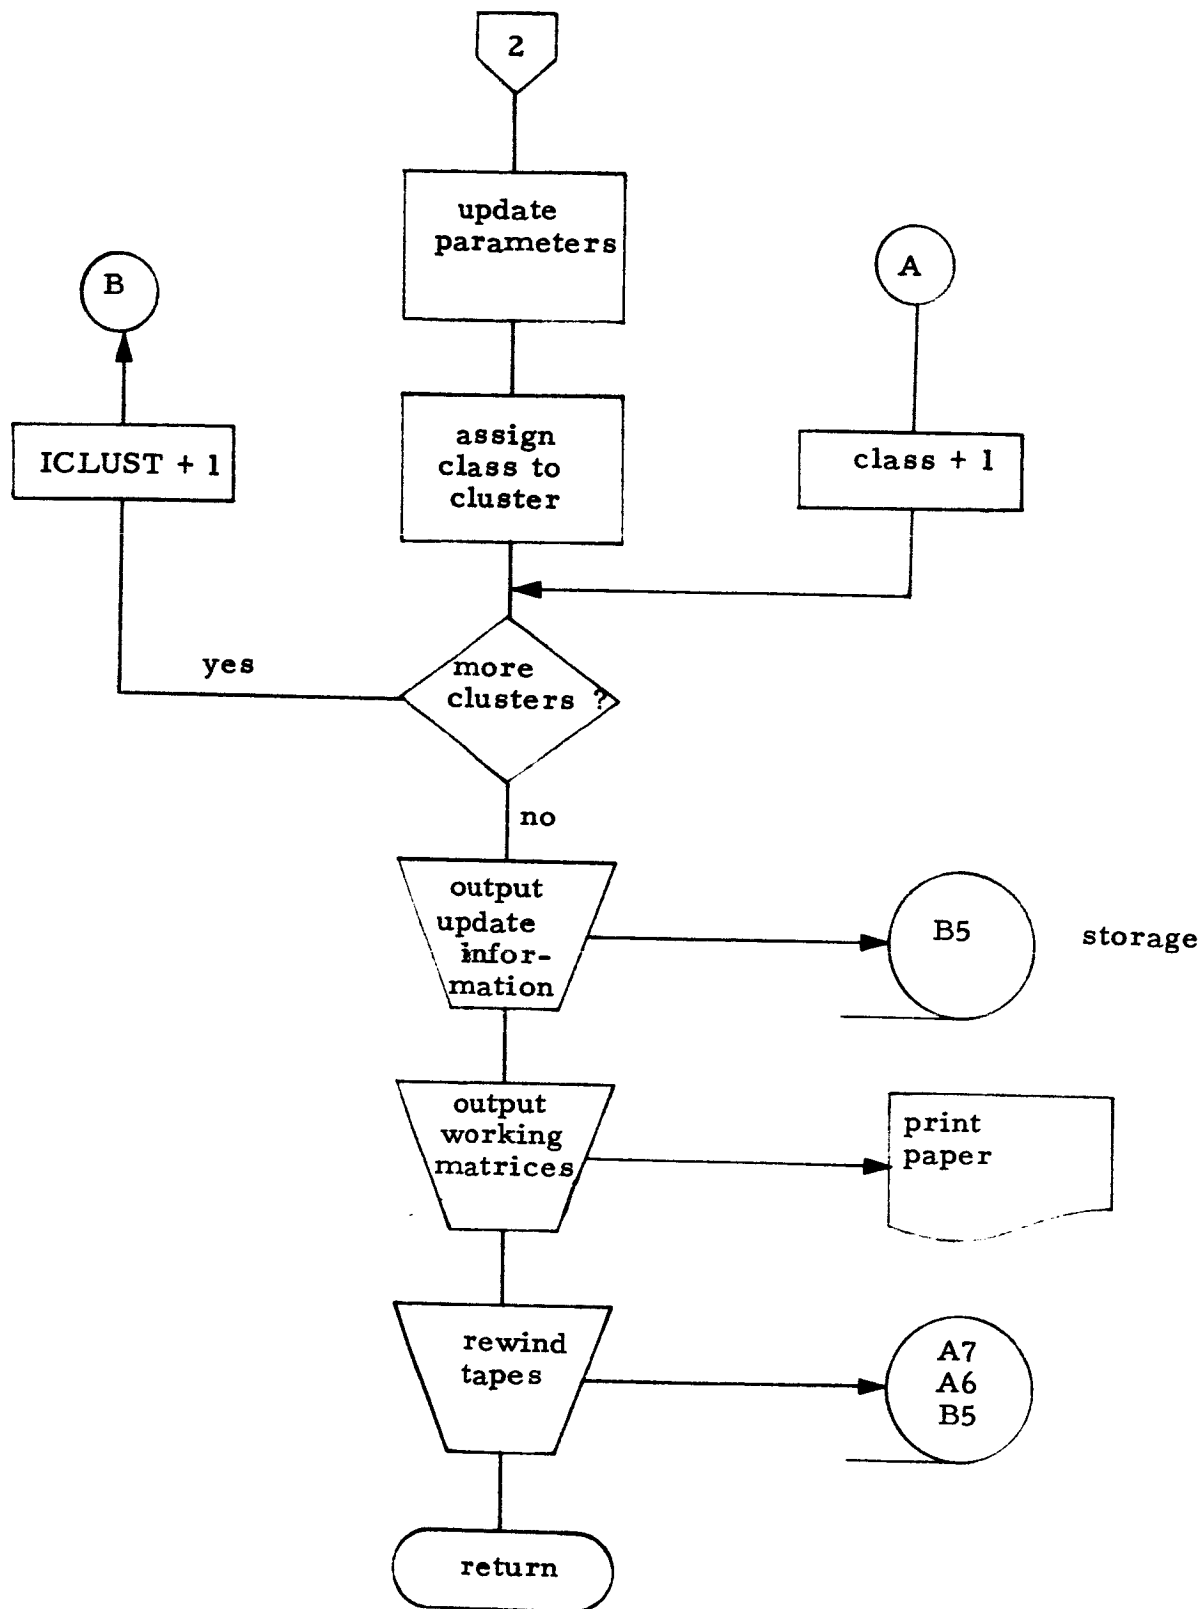 2
update
parameters
A
B
assign
class to
cluster
ICLUST + 1
class + 1
yes
more
clusters ?
no
output
update
infor-
mation
B5
storage
output
working
matrices
print
paper
rewind
tapes
A7
A6
B5
return